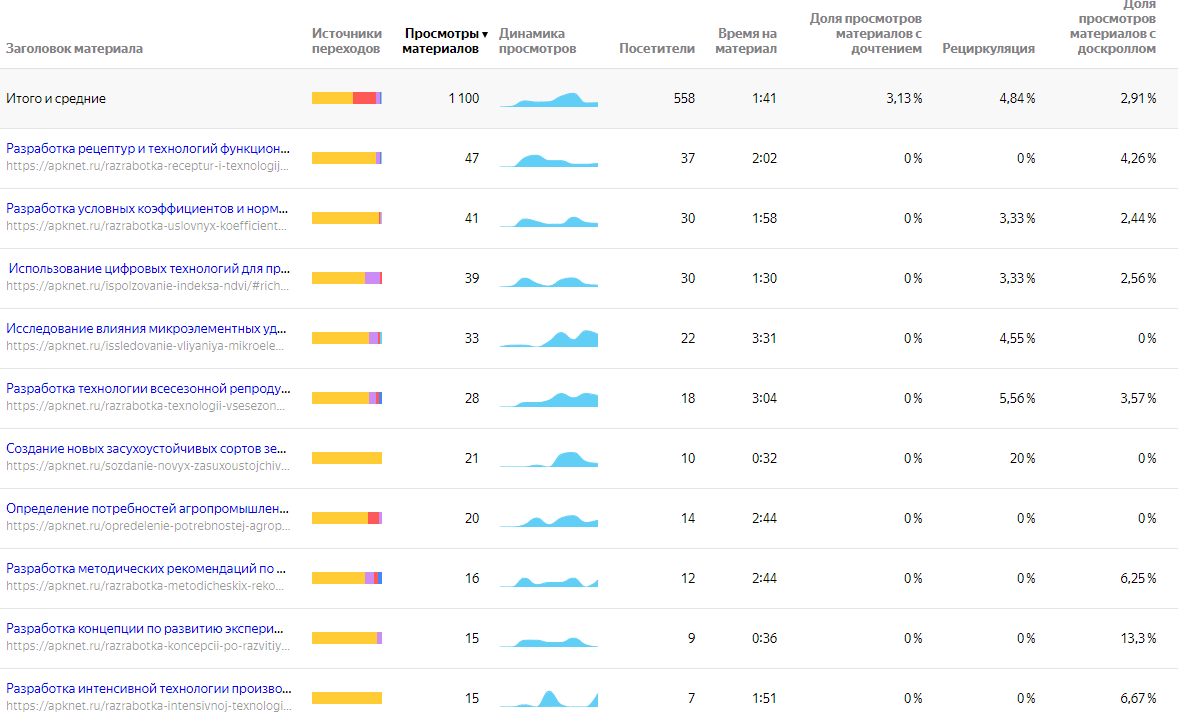 Заголовок материала
Источники переходов
Просмотры ▾ материалов
Динамика просмотров
Посетители
Время на материал
Доля просмотров материалов с дочтением
Рециркуляция
Доля просмотров материалов с доскроллом
Итого и средние 1 100 558 1:41 3,13 % 4,84 % 2,91 %
Разработка рецептур и технологий функцион... 47 37 2:02 0 % 0 % 4,26 %
https://apknet.ru/razrabotka-receptur-i-texnologij...
Разработка условных коэффициентов и норм... 41 30 1:58 0 % 3,33 % 2,44 %
https://apknet.ru/razrabotka-uslovnyx-koefficient...
Использование цифровых технологий для пр... 39 30 1:30 0 % 3,33 % 2,56 %
https://apknet.ru/ispolzovanie-indeksa-ndvi/#rich...
Исследование влияния микроэлементных уд... 33 22 3:31 0 % 4,55 % 0 %
https://apknet.ru/issledovanie-vliyaniya-mikroele...
Разработка технологии всесезонной репроду... 28 18 3:04 0 % 5,56 % 3,57 %
https://apknet.ru/razrabotka-texnologii-vsesezon...
Создание новых засухоустойчивых сортов зе... 21 10 0:32 0 % 20 % 0 %
https://apknet.ru/sozdanie-novyx-zasuxoustojchiv...
Определение потребностей агропромышлен... 20 14 2:44 0 % 0 % 0 %
https://apknet.ru/opredelenie-potrebnostej-agrop...
Разработка методических рекомендаций по ... 16 12 2:44 0 % 0 % 6,25 %
https://apknet.ru/razrabotka-metodicheskix-reko...
Разработка концепции по развитию экспери... 15 9 0:36 0 % 0 % 13,3 %
https://apknet.ru/razrabotka-koncepcii-po-razvitiy...
Разработка интенсивной технологии произво... 15 7 1:51 0 % 0 % 6,67 %
https://apknet.ru/razrabotka-intensivnoj-texnologi...